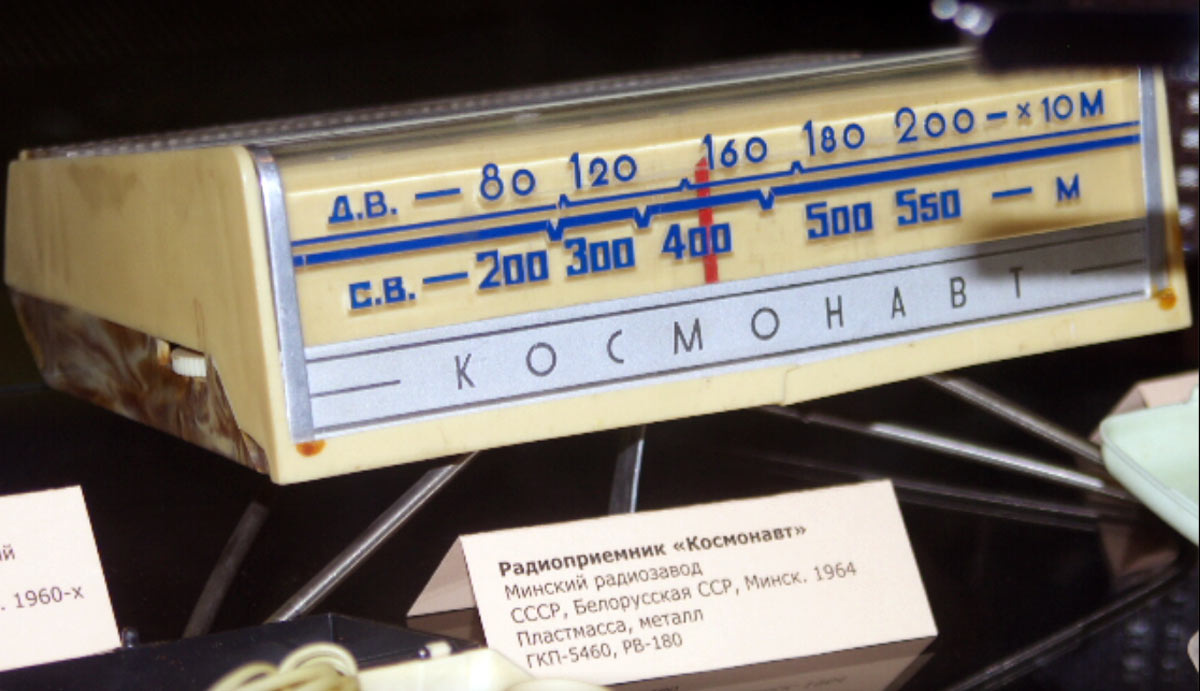 Д.В. — 80 120 160 180 200 — × 10 М
С.В. — 200 300 400 500 550 — М
КОСМОНАВТ
Радиоприемник «Космонавт»
Минский радиозавод
СССР, Белорусская ССР, Минск. 1964
Пластмасса, металл
ГКП-5460, РВ-180
ий
. 1960-х